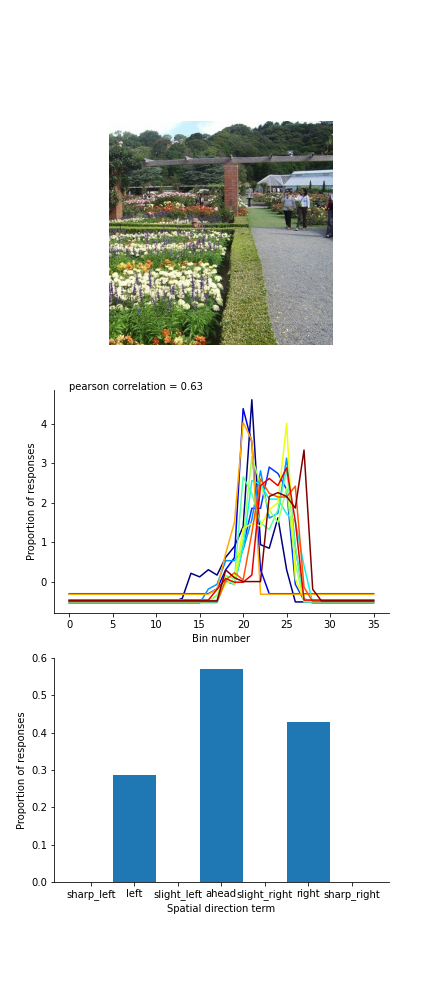 pearson correlation = 0.63
Proportion of responses
4
3
2
1
0
0 5 10 15 20 25 30 35
Bin number
Proportion of responses
0.6
0.5
0.4
0.3
0.2
0.1
0.0
sharp_left left slight_left ahead slight_right right sharp_right
Spatial direction term